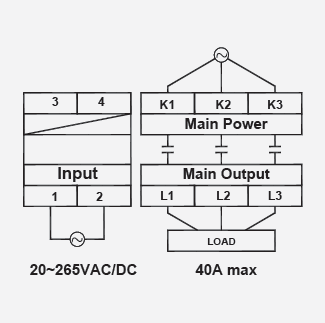 3 4 K1 K2 K3
Main Power
Input Main Output
1 2 L1 L2 L3
LOAD
20~265VAC/DC 40A max